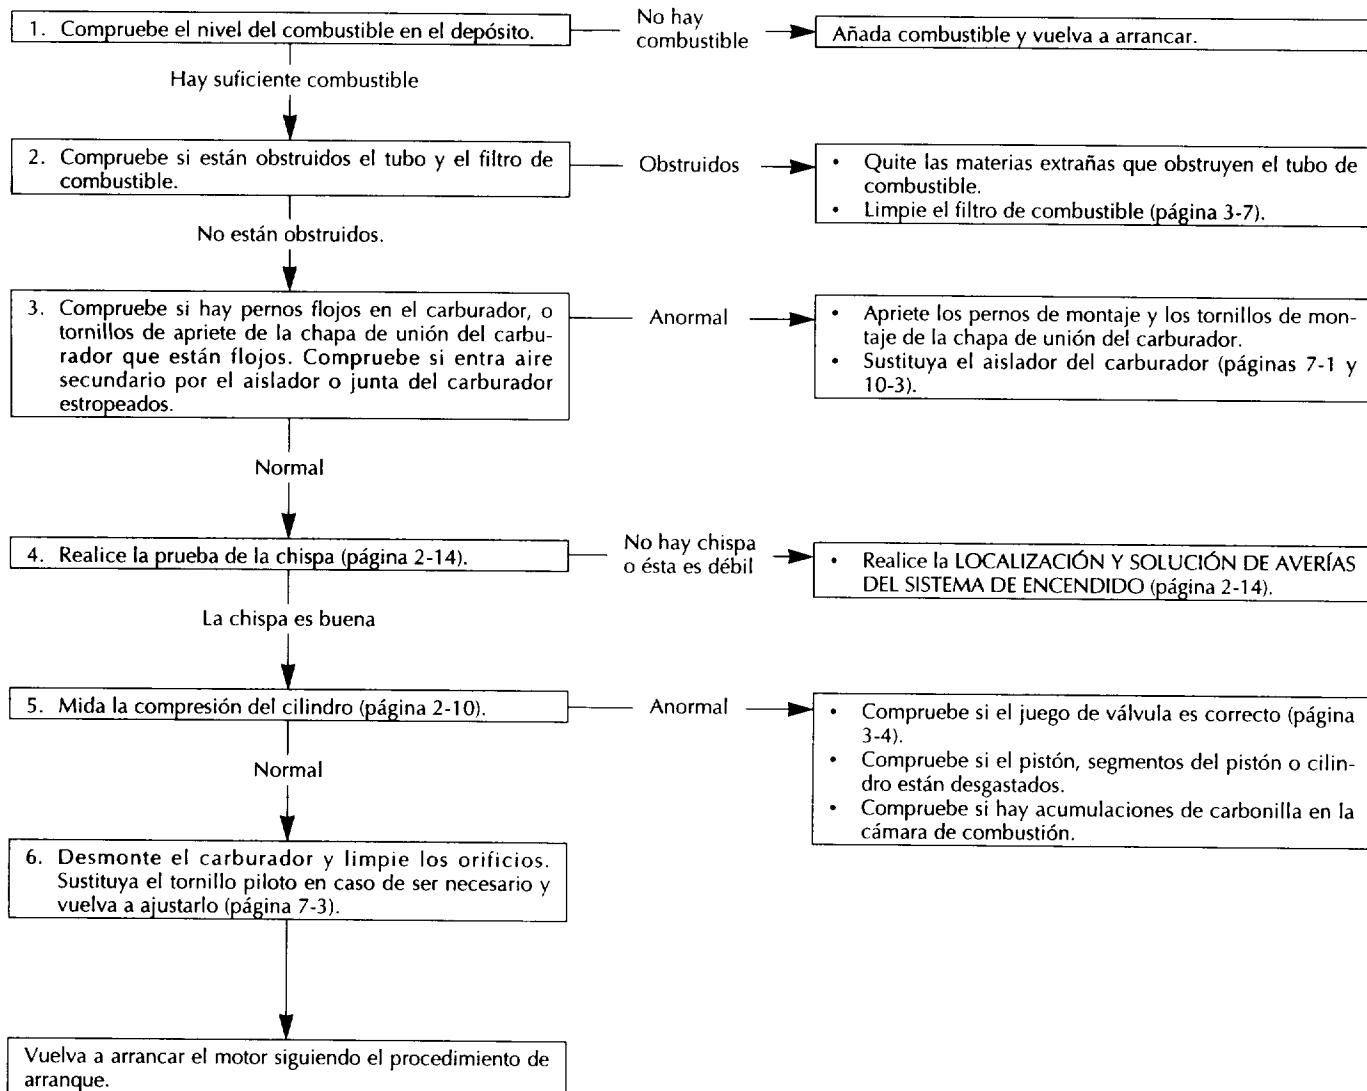 1. Compruebe el nivel del combustible en el depósito.
No hay
combustible
Añada combustible y vuelva a arrancar.
Hay suficiente combustible
2. Compruebe si están obstruidos el tubo y el filtro de
combustible.
Obstruidos
• Quite las materias extrañas que obstruyen el tubo de
combustible.
• Limpie el filtro de combustible (página 3-7).
No están obstruidos.
3. Compruebe si hay pernos flojos en el carburador, o
tornillos de apriete de la chapa de unión del carbu-
rador que están flojos. Compruebe si entra aire
secundario por el aislador o junta del carburador
estropeados.
Anormal
• Apriete los pernos de montaje y los tornillos de mon-
taje de la chapa de unión del carburador.
• Sustituya el aislador del carburador (páginas 7-1 y
10-3).
Normal
4. Realice la prueba de la chispa (página 2-14).
No hay chispa
o ésta es débil
• Realice la LOCALIZACIÓN Y SOLUCIÓN DE AVERÍAS
DEL SISTEMA DE ENCENDIDO (página 2-14).
La chispa es buena
5. Mida la compresión del cilindro (página 2-10).
Anormal
• Compruebe si el juego de válvula es correcto (página
3-4).
• Compruebe si el pistón, segmentos del pistón o cilin-
dro están desgastados.
• Compruebe si hay acumulaciones de carbonilla en la
cámara de combustión.
Normal
6. Desmonte el carburador y limpie los orificios.
Sustituya el tornillo piloto en caso de ser necesario y
vuelva a ajustarlo (página 7-3).
Vuelva a arrancar el motor siguiendo el procedimiento de
arranque.